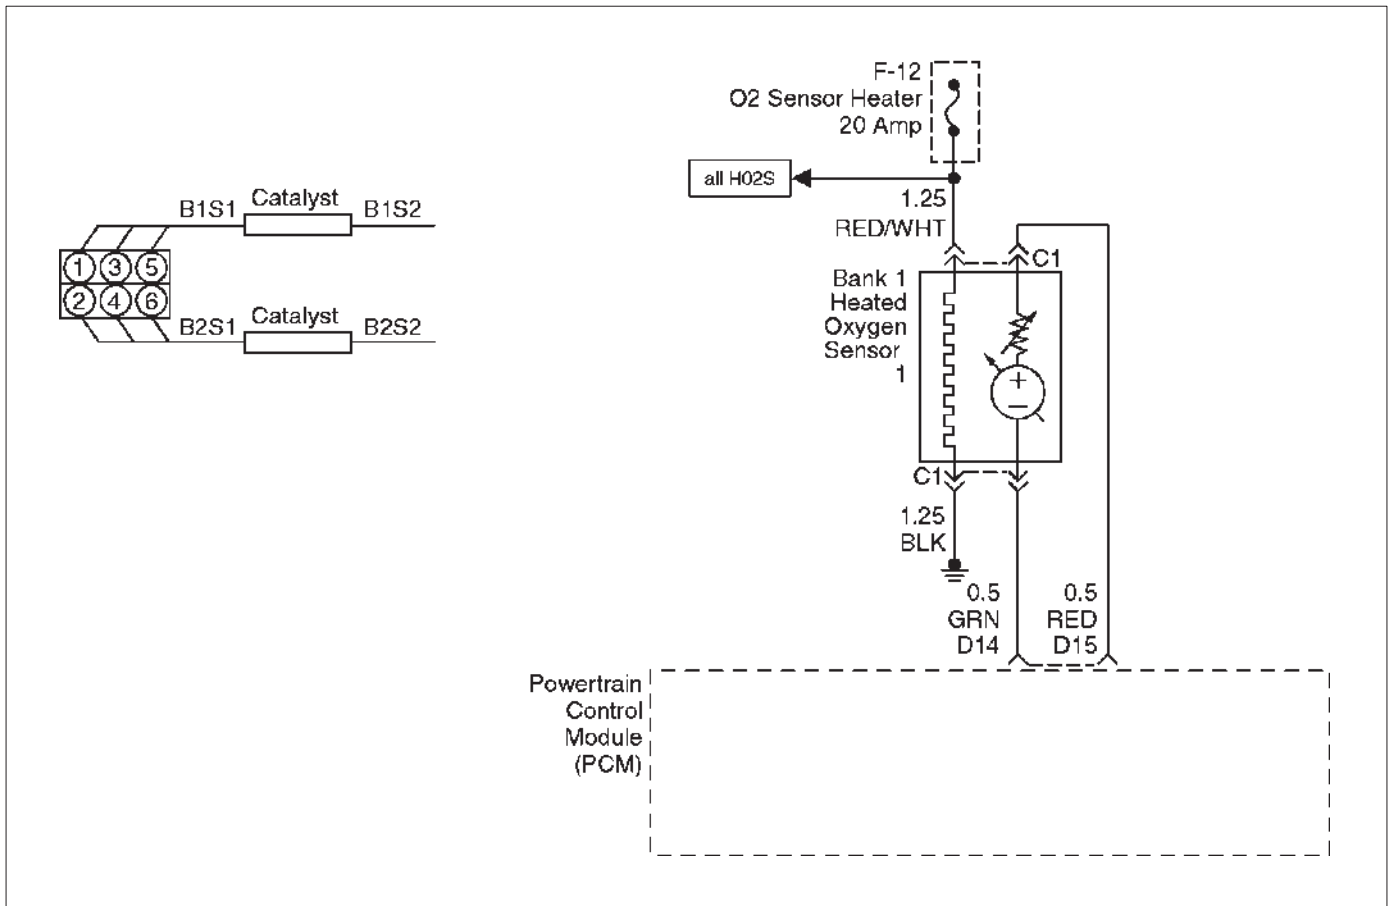 F-12
O2 Sensor Heater
20 Amp
all H02S
1.25
RED/WHT
C1
Bank 1
Heated
Oxygen
Sensor
1
C1
1.25
BLK
0.5
GRN
D14
0.5
RED
D15
Powertrain
Control
Module
(PCM)
B1S1 Catalyst B1S2
1 3 5
2 4 6
B2S1 Catalyst B2S2
+
−